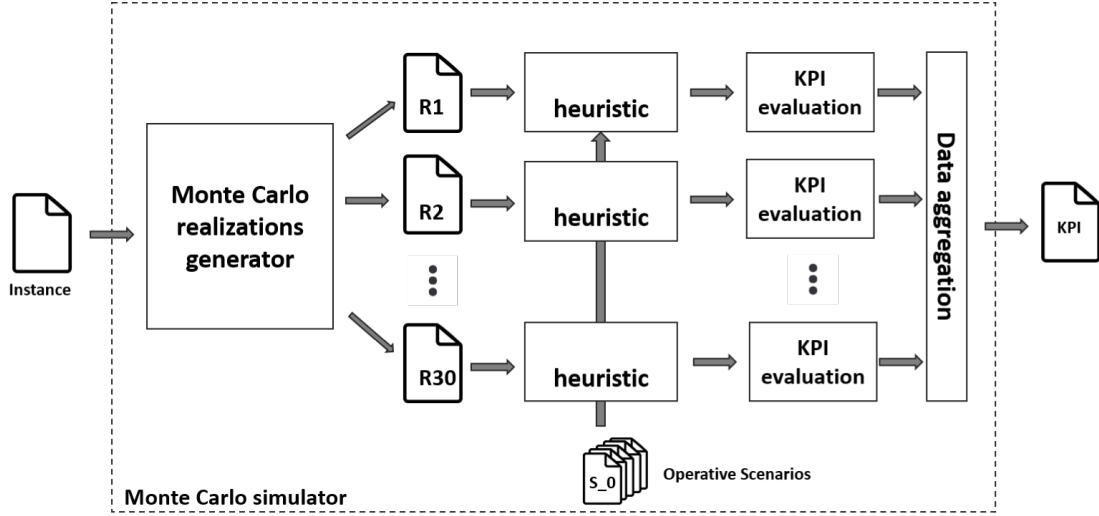 R1
heuristic
KPI
evaluation
Monte Carlo
realizations
generator
R2
heuristic
KPI
evaluation
Data aggregation
KPI
Instance
R30
heuristic
KPI
evaluation
S_0
Operative Scenarios
Monte Carlo simulator